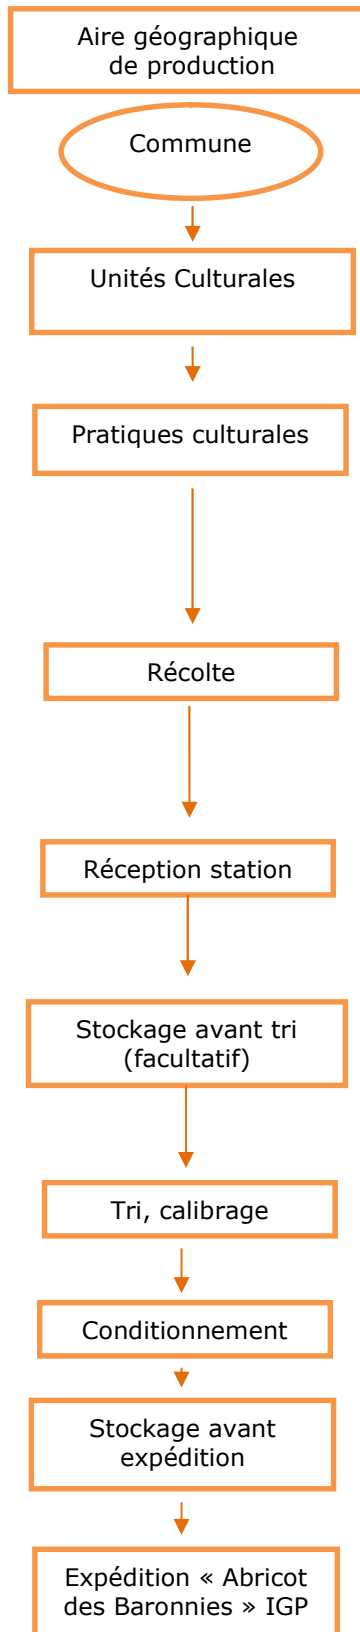 Aire géographique
de production
Commune
Unités Culturales
Pratiques culturales
Récolte
Réception station
Stockage avant tri
(facultatif)
Tri, calibrage
Conditionnement
Stockage avant
expédition
Expédition « Abricot
des Baronnies » IGP